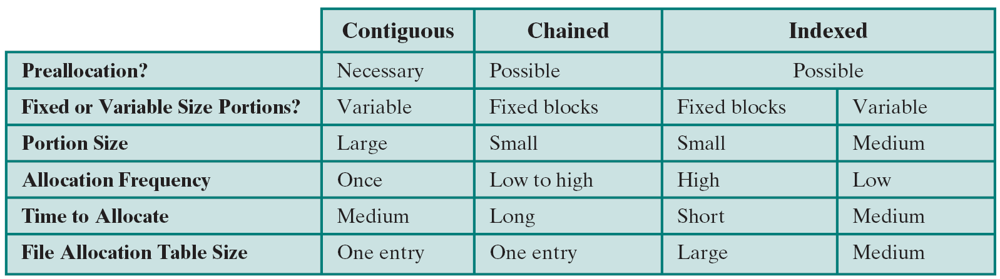 Contiguous Chained Indexed
Preallocation? Necessary Possible Possible
Fixed or Variable Size Portions? Variable Fixed blocks Fixed blocks Variable
Portion Size Large Small Small Medium
Allocation Frequency Once Low to high High Low
Time to Allocate Medium Long Short Medium
File Allocation Table Size One entry One entry Large Medium